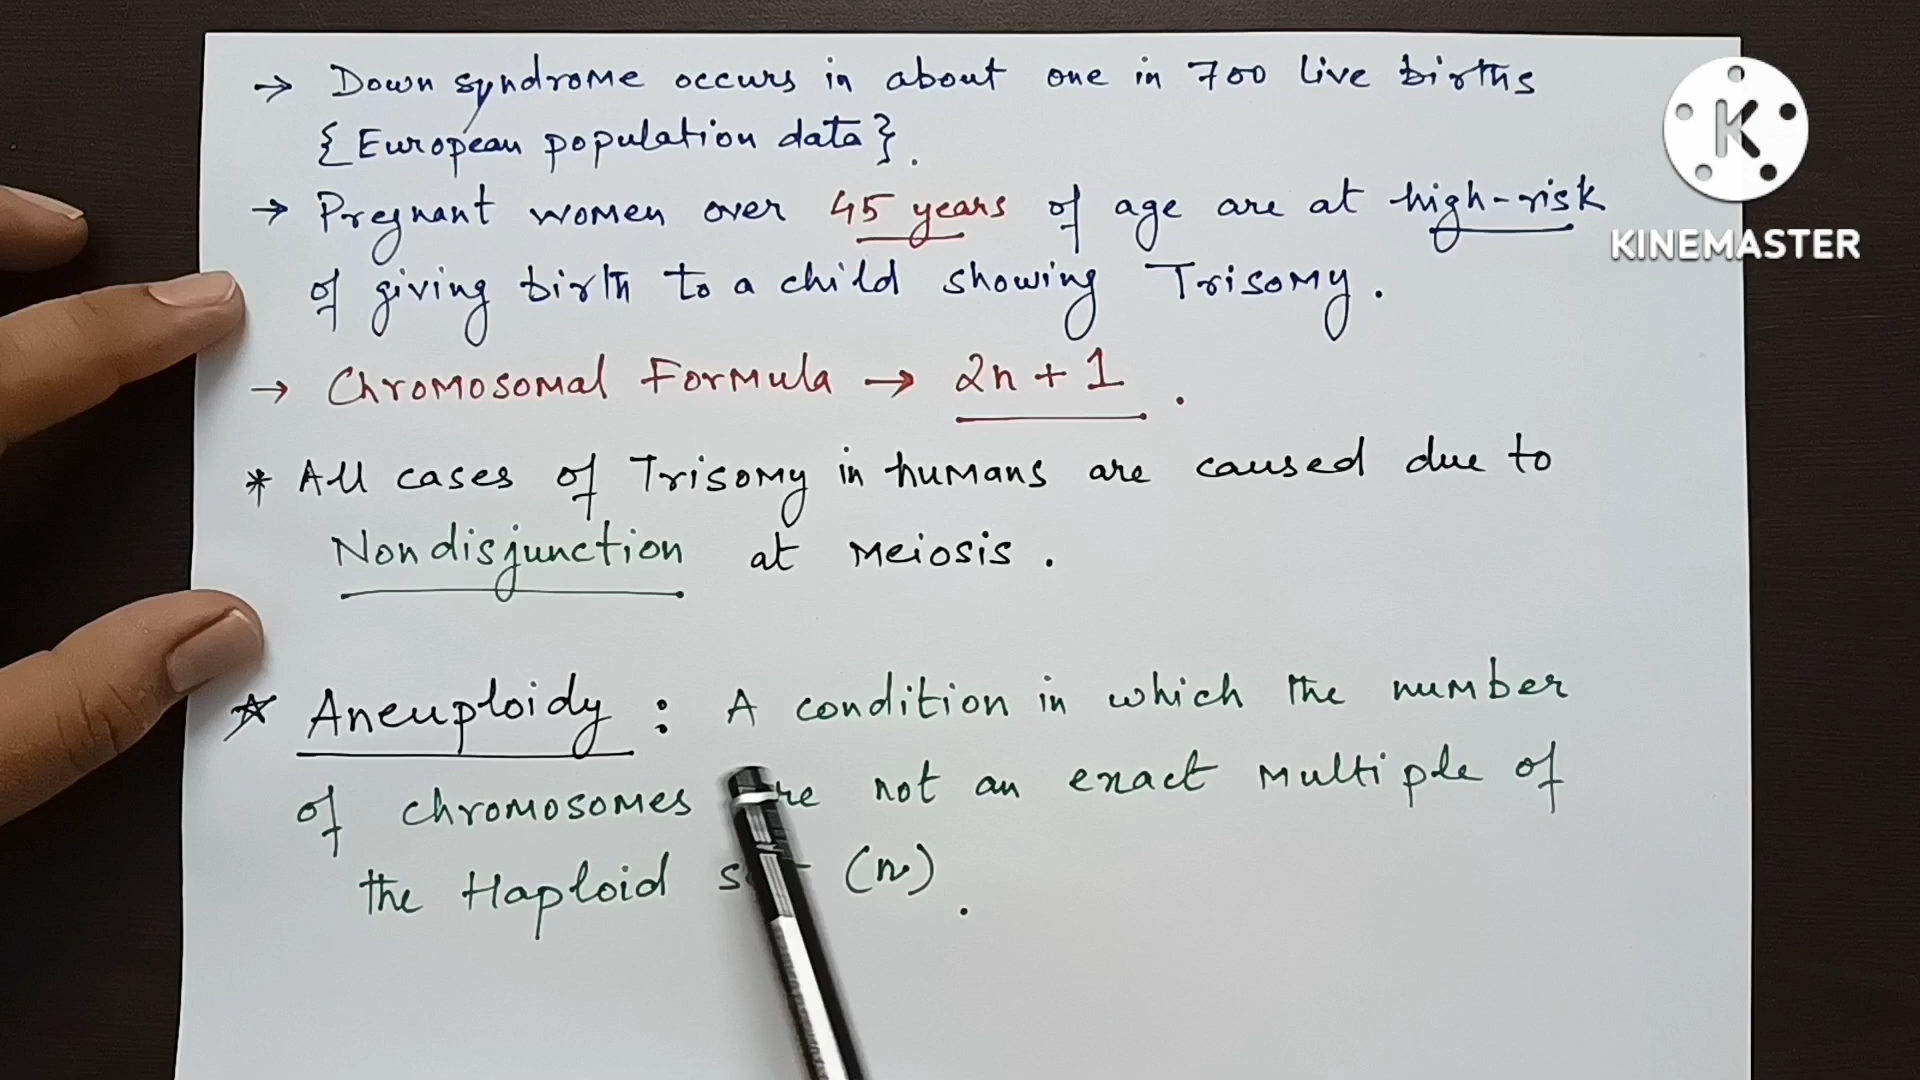 → Down syndrome occurs in about one in 700 live births
{European population data}.
→ Pregnant women over 45 years of age are at high-risk
of giving birth to a child showing Trisomy.
→ Chromosomal Formula → 2n + 1.
* All cases of Trisomy in humans are caused due to
Nondisjunction at meiosis.
☆ Aneuploidy : A condition in which the number
of chromosomes are not an exact multiple of
the Haploid (n).
K
KINEMASTER